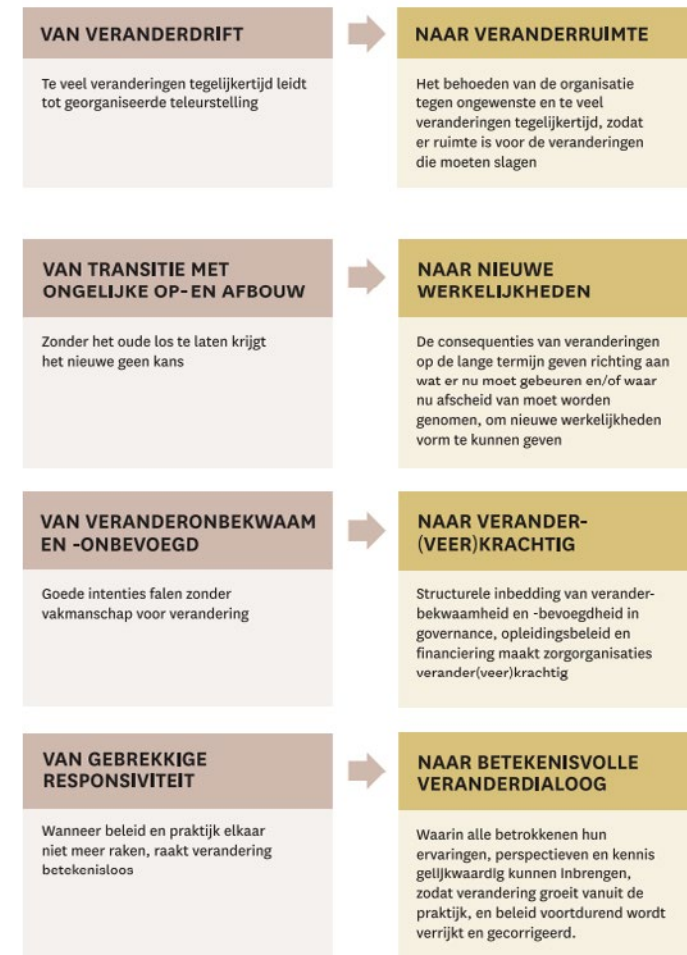 VAN VERANDERDRIFT
Te veel veranderingen tegelijkertijd leidt
tot georganiseerde teleurstelling
NAAR VERANDERRUIMTE
Het behoeden van de organisatie
tegen ongewenste en te veel
veranderingen tegelijkertijd, zodat
er ruimte is voor de veranderingen
die moeten slagen
VAN TRANSITIE MET
ONGELIJKE OP- EN AFBOUW
Zonder het oude los te laten krijgt
het nieuwe geen kans
NAAR NIEUWE
WERKELIJKHEDEN
De consequenties van veranderingen
op de lange termijn geven richting aan
wat er nu moet gebeuren en/of waar
nu afscheid van moet worden
genomen, om nieuwe werkelijkheden
vorm te kunnen geven
VAN VERANDERONBEKWAAM
EN -ONBEVOEGD
Goede intenties falen zonder
vakmanschap voor verandering
NAAR VERANDER-
(VEER)KRACHTIG
Structurele inbedding van verander-
bekwaamheid en -bevoegdheid in
governance, opleidingsbeleid en
financiering maakt zorgorganisaties
verander(veer)krachtig
VAN GEBREKKIGE
RESPONSIVITEIT
Wanneer beleid en praktijk elkaar
niet meer raken, raakt verandering
betekenisloos
NAAR BETEKENISVOLLE
VERANDERDIALOOG
Waarin alle betrokkenen hun
ervaringen, perspectieven en kennis
gelijkwaardig kunnen inbrengen,
zodat verandering groeit vanuit de
praktijk, en beleid voortdurend wordt
verrijkt en gecorrigeerd.